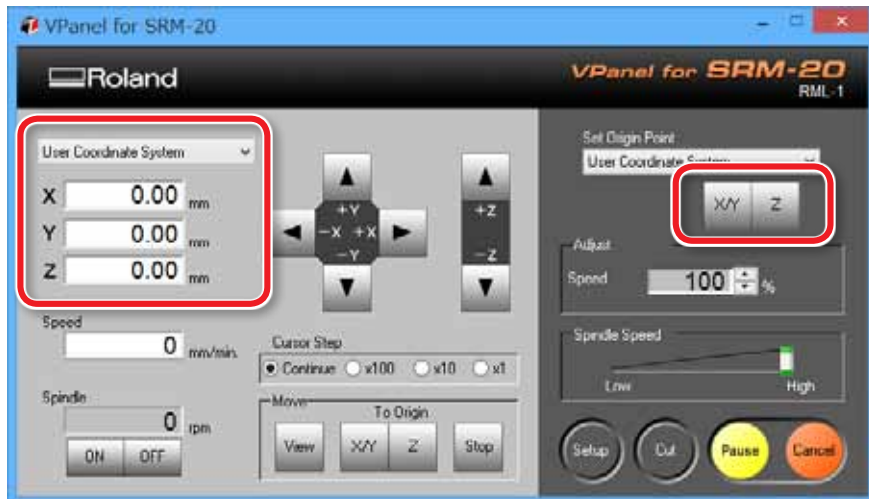 VPanel for SRM-20
Roland
VPanel for SRM-20
RML-1
User Coordinate System
X 0.00 mm
Y 0.00 mm
Z 0.00 mm
+Y
-X +X
-Y
+Z
-Z
Speed
0 mm/min.
Cursor Step
Continue x100 x10 x1
Spindle
0 rpm
ON OFF
Move
To Origin
View X/Y Z Stop
Set Origin Point
User Coordinate System
X/Y Z
Adjust
Speed 100 %
Spindle Speed
Low High
Setup Cut Pause Cancel